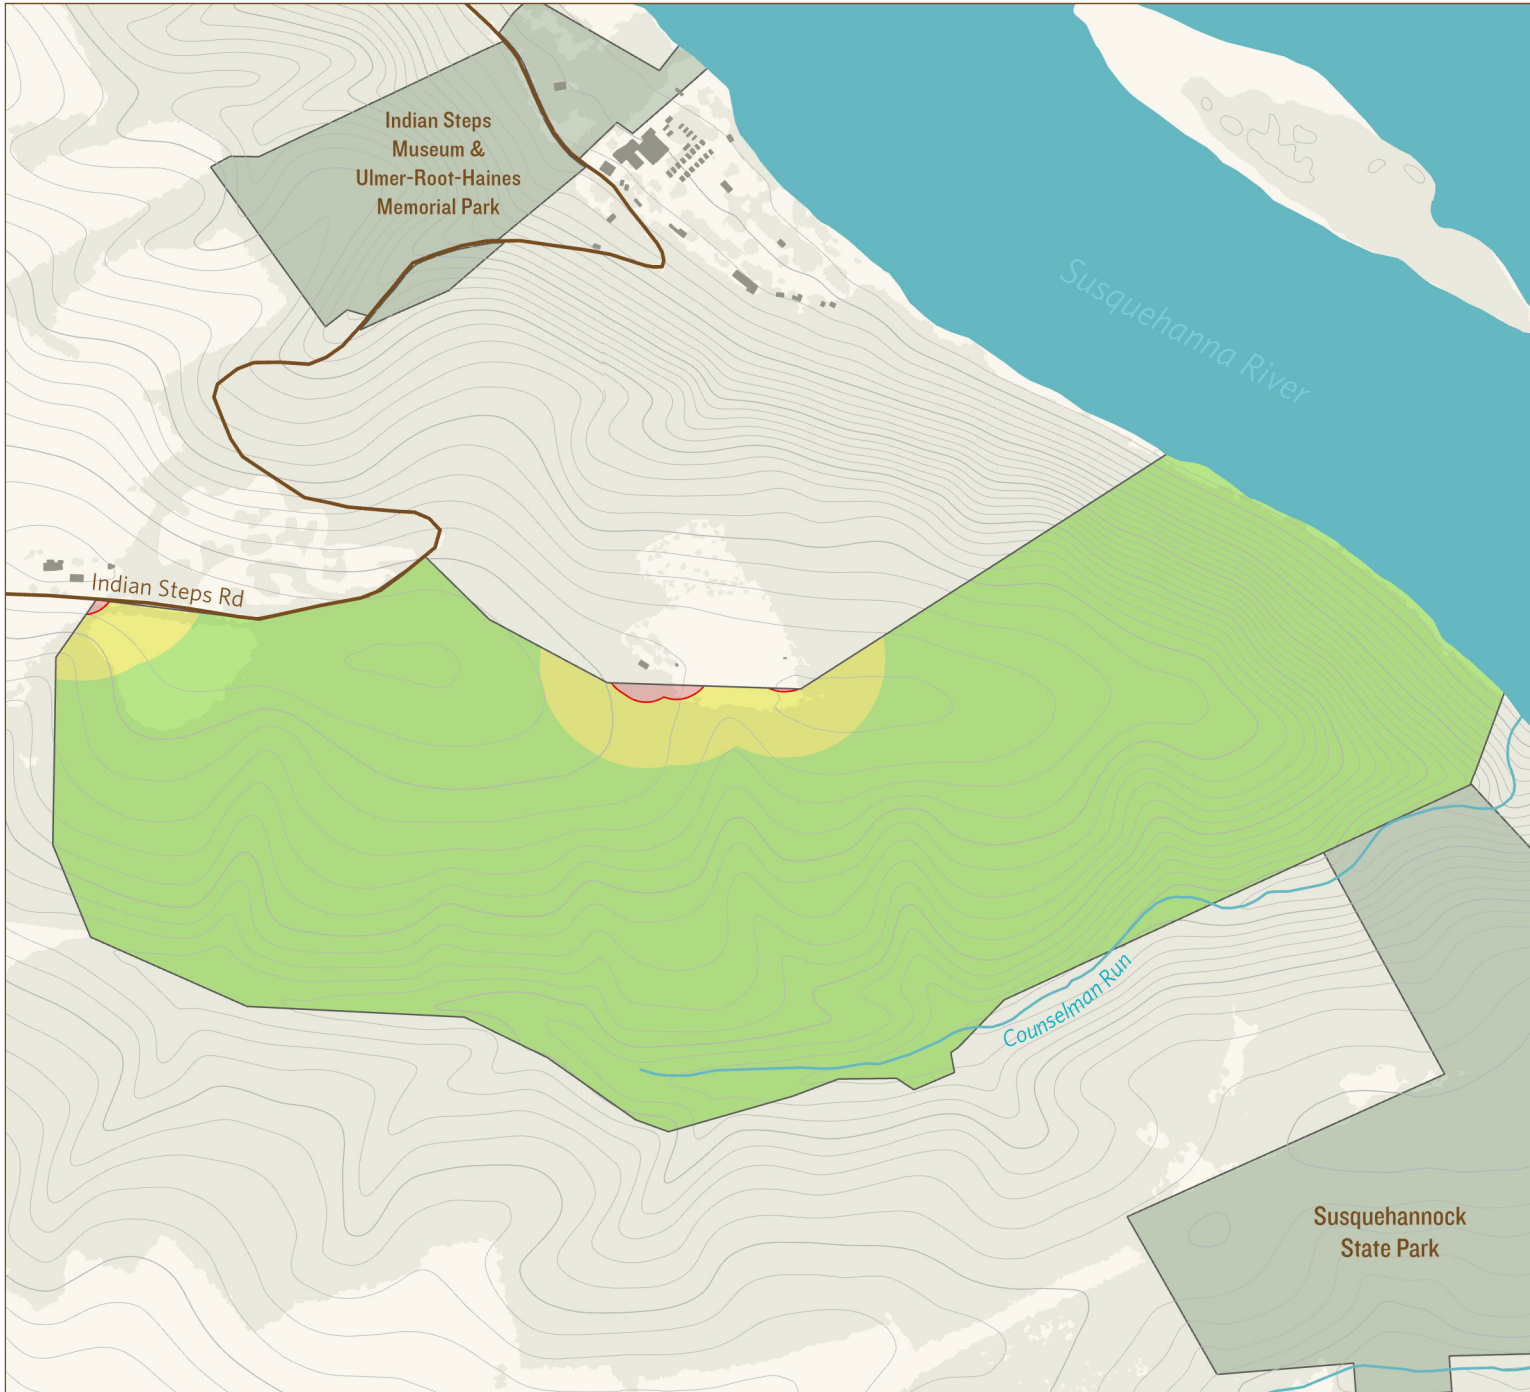 Indian Steps
Museum &
Ulmer-Root-Haines
Memorial Park
Susquehanna River
Indian Steps Rd
Counselman Run
Susquehannock
State Park